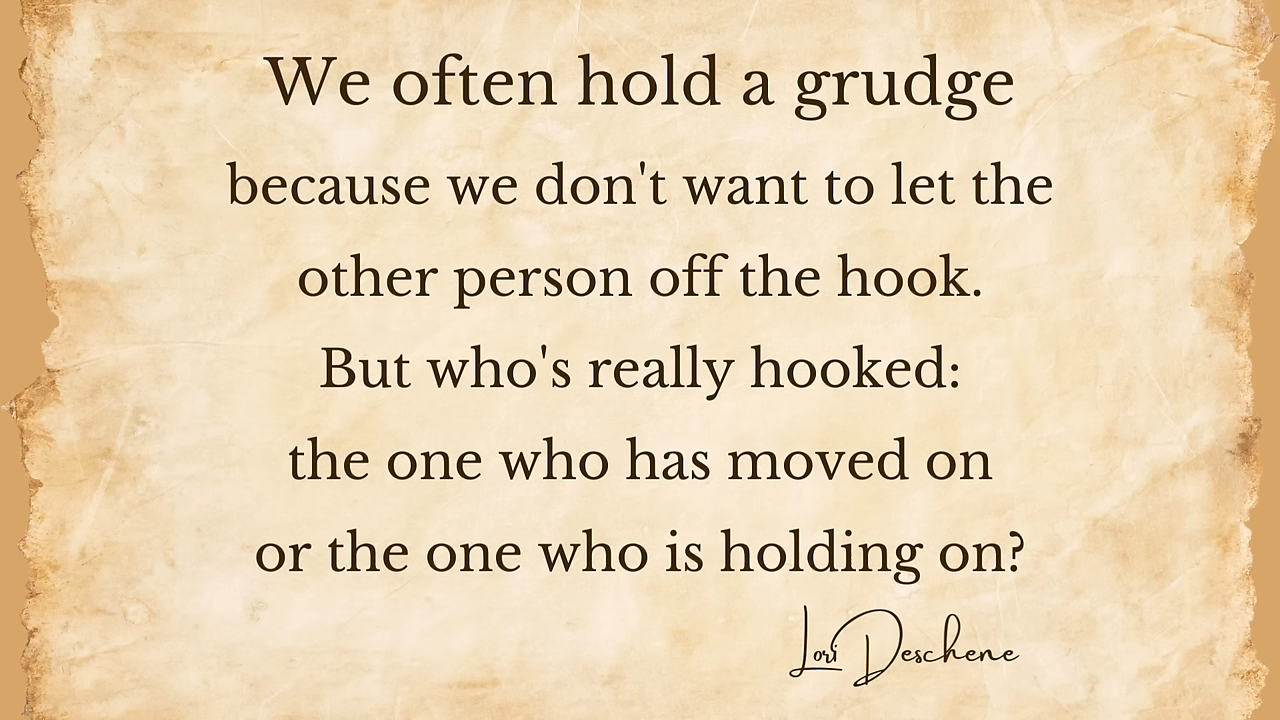 We often hold a grudge
because we don't want to let the
other person off the hook.
But who's really hooked:
the one who has moved on
or the one who is holding on?
Lori Deschene